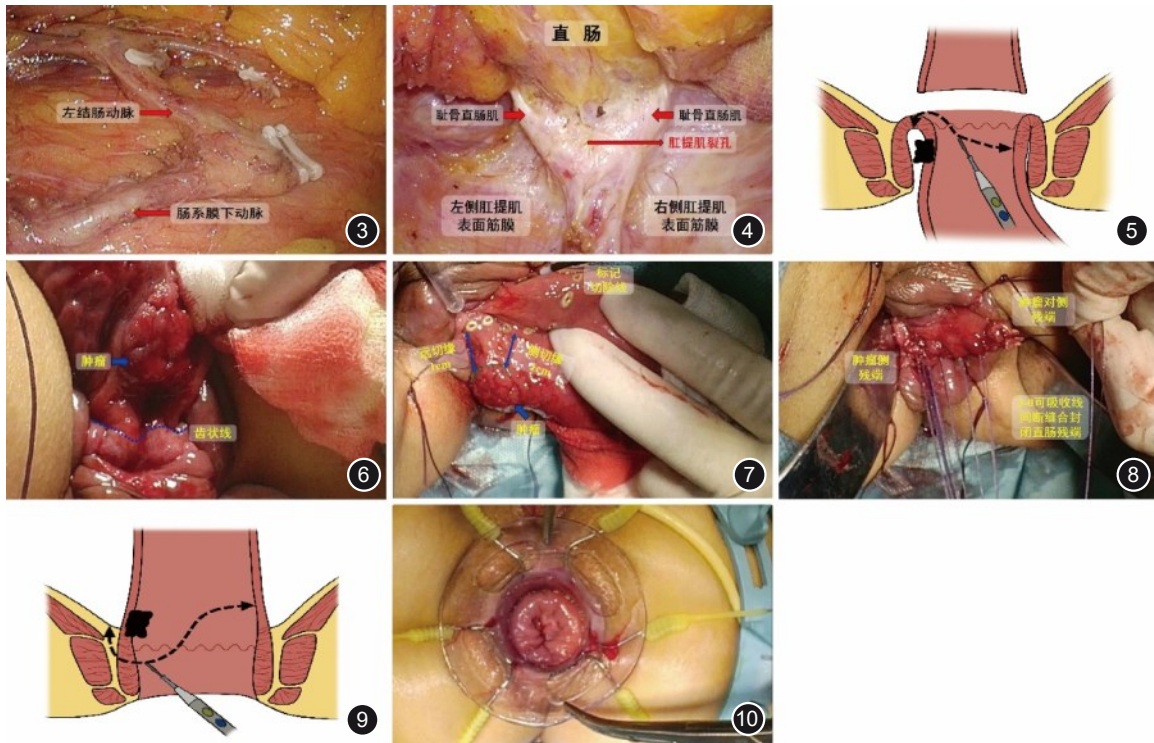 左结肠动脉
肠系膜下动脉
3
直 肠
耻骨直肠肌
耻骨直肠肌
肛提肌裂孔
左侧肛提肌
表面筋膜
右侧肛提肌
表面筋膜
4
5
肿瘤
齿状线
6
标记
切除线
远切缘
1cm
侧切缘
2cm
肿瘤
7
肿瘤对侧
残端
肿瘤侧
残端
可吸收线
间断缝合封
闭直肠残端
8
9
10